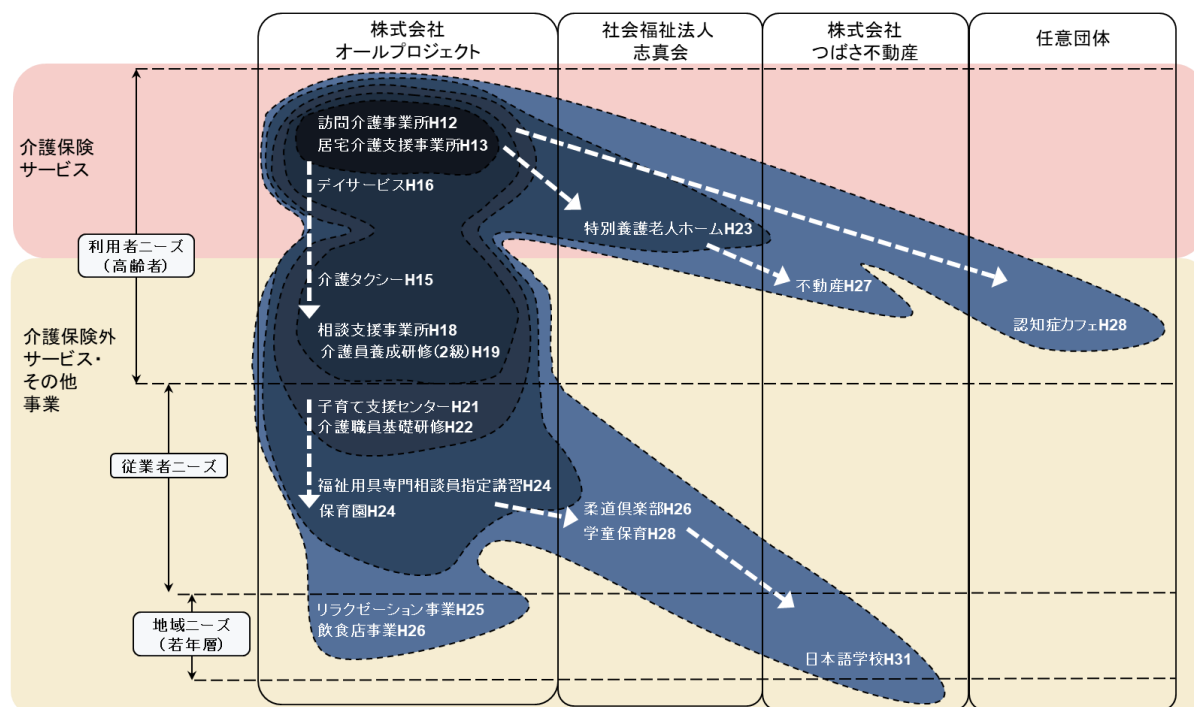 株式会社
オールプロジェクト
社会福祉法人
志真会
株式会社
つばさ不動産
任意団体
介護保険
サービス
訪問介護事業所H12
居宅介護支援事業所H13
デイサービスH16
特別養護老人ホームH23
利用者ニーズ
（高齢者）
介護タクシーH15
不動産H27
認知症カフェH28
介護保険外
サービス・
その他
事業
相談支援事業所H18
介護員養成研修(2級)H19
子育て支援センターH21
介護職員基礎研修H22
従業者ニーズ
福祉用具専門相談員指定講習H24
保育園H24
柔道倶楽部H26
学童保育H28
地域ニーズ
（若年層）
リラクゼーション事業H25
飲食店事業H26
日本語学校H31